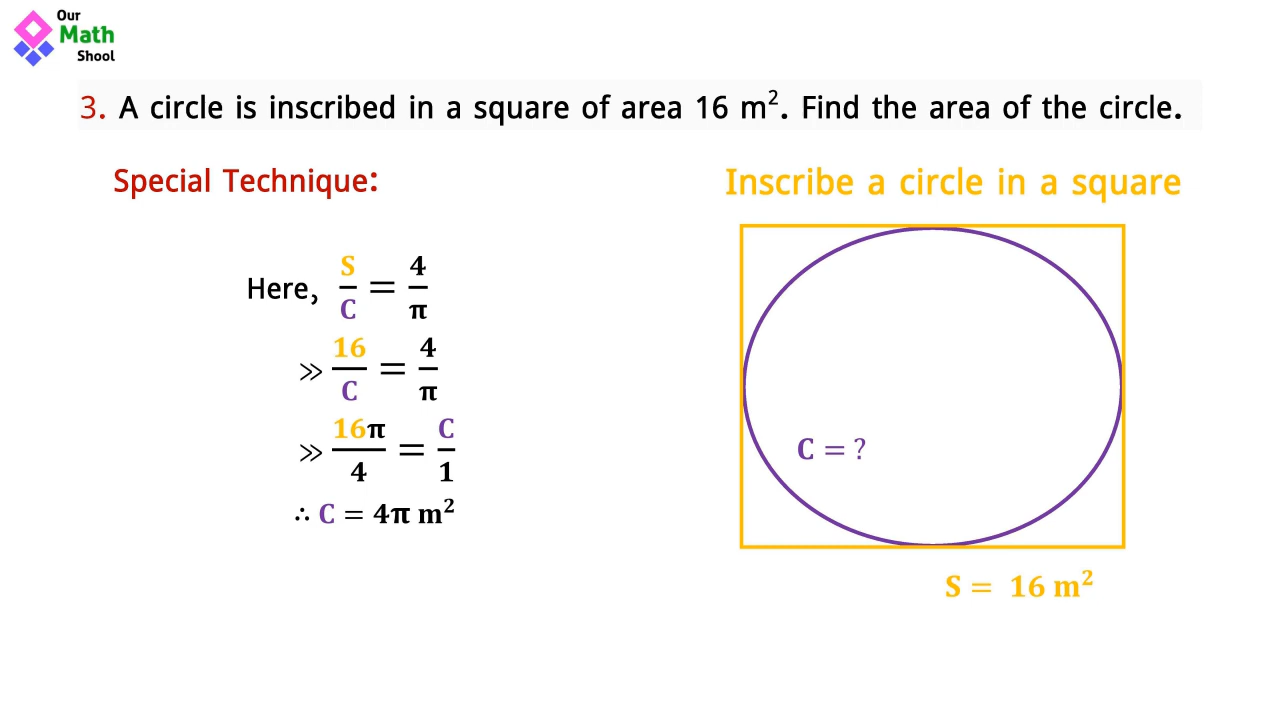 Our
Math
Shool
3. A circle is inscribed in a square of area 16 m². Find the area of the circle.
Special Technique:
Here, S/C = 4/π
≫ 16/C = 4/π
≫ 16π/4 = C/1
∴ C = 4π m²
Inscribe a circle in a square
C = ?
S = 16 m²